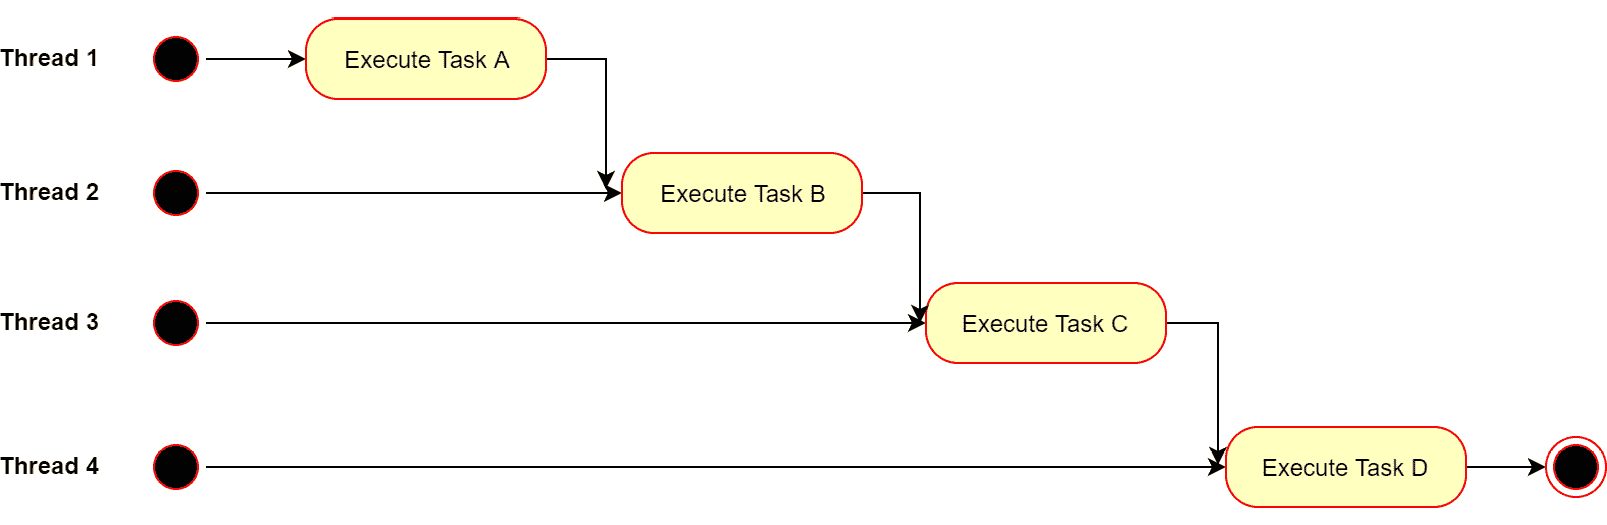 Thread 1
Execute Task A
Thread 2
Execute Task B
Thread 3
Execute Task C
Thread 4
Execute Task D